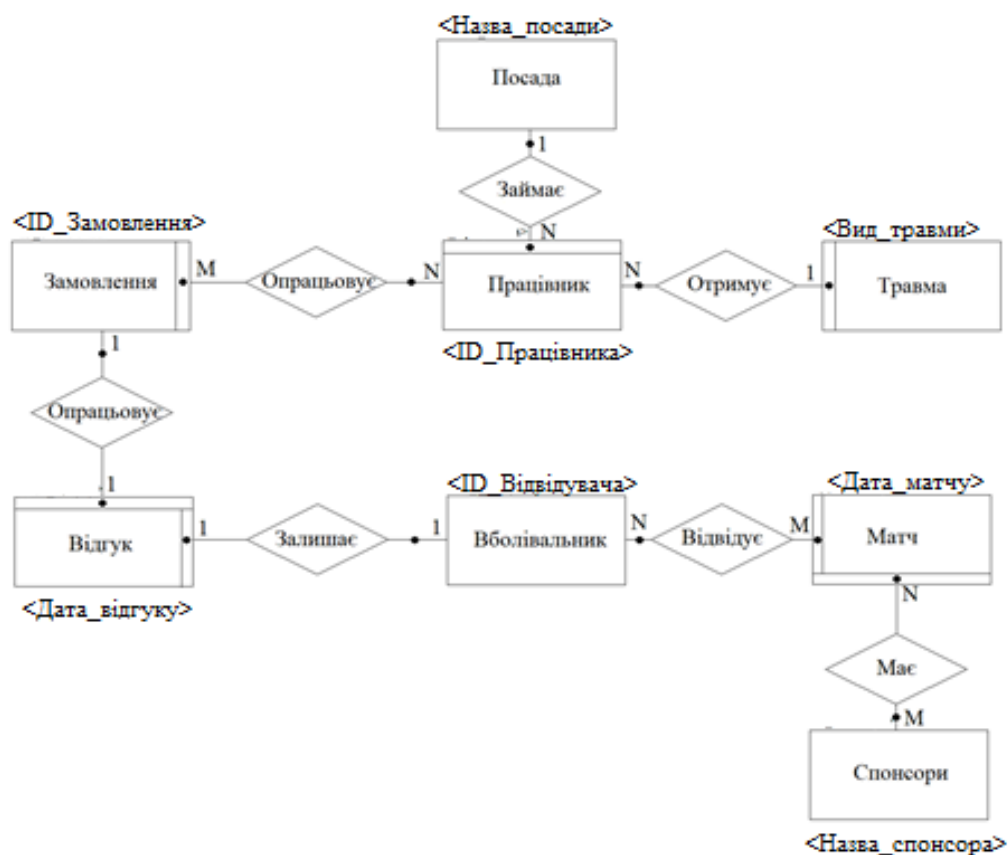 <Назва_посади>
Посада
1
Займає
N
<ID_Замовлення>
<Вид_травми>
Замовлення
M
Опрацьовує
N
Працівник
N
Отримує
1
Травма
<ID_Працівника>
1
Опрацьовує
1
<ID_Відвідувача>
<Дата_матчу>
Відгук
1
Залишає
1
Вболівальник
N
Відвідує
M
Матч
<Дата_відгуку>
N
Має
M
Спонсори
<Назва_спонсора>